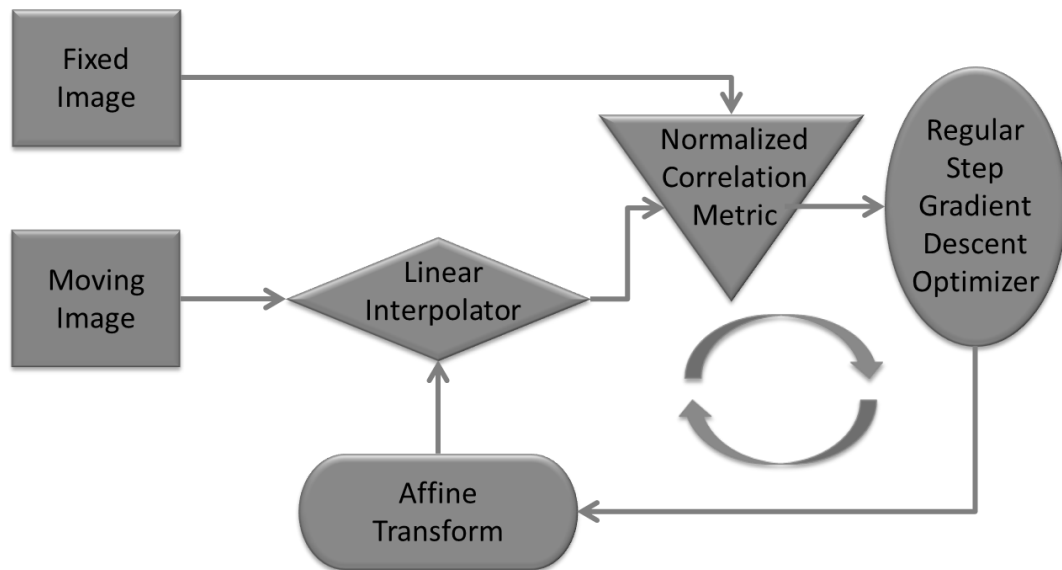 Fixed
Image
Normalized
Correlation
Metric
Regular
Step
Gradient
Descent
Optimizer
Moving
Image
Linear
Interpolator
Affine
Transform